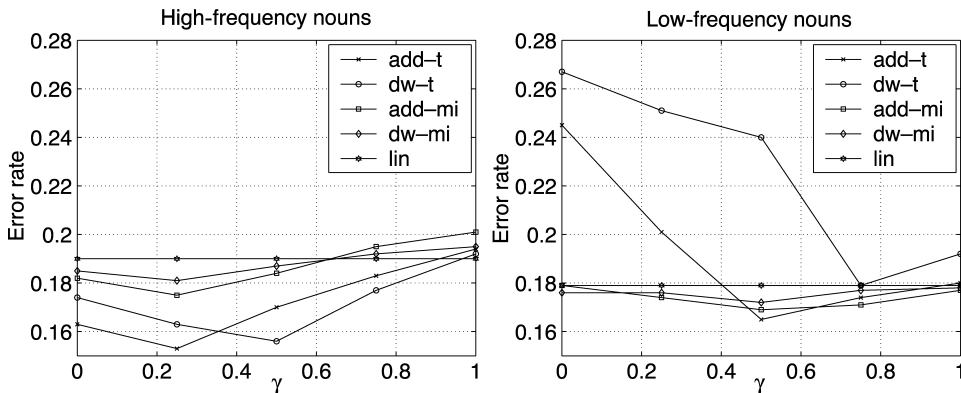 High-frequency nouns
0.28
0.26
0.24
0.22
0.2
0.18
0.16
Error rate
0 0.2 0.4 0.6 0.8 1
γ
add–t
dw–t
add–mi
dw–mi
lin
Low-frequency nouns
0.28
0.26
0.24
0.22
0.2
0.18
0.16
Error rate
0 0.2 0.4 0.6 0.8 1
γ
add–t
dw–t
add–mi
dw–mi
lin